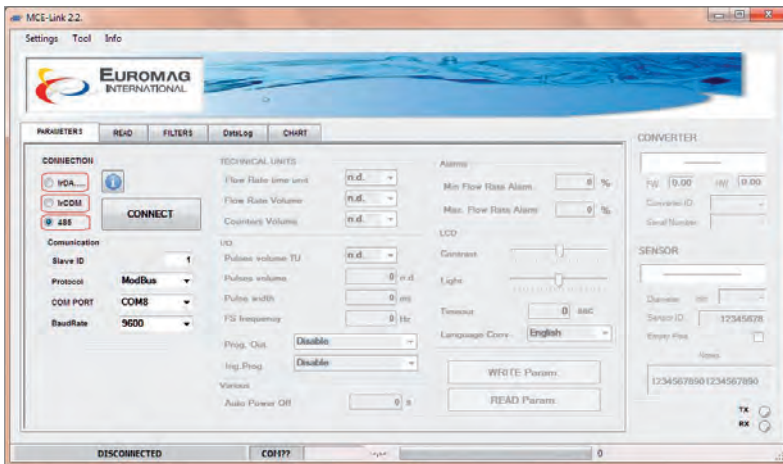 MCE-Link 2.2.
Settings Tool Info
EUROMAG
INTERNATIONAL
PARAMETERS READ FILTERS DataLog CHART
CONNECTION
IrDA.....
IrCOM
485
CONNECT
Comunication
Slave ID 1
Protocol ModBus
COM PORT COM8
BaudRate 9600
TECHNICAL UNITS
Flow Rate time unit n.d.
Flow Rate Volume n.d.
Counters Volume n.d.
I/O
Pulses volume TU n.d.
Pulses volume 0 n.d.
Pulse width 0 ms
FS frequency 0 Hz
Prog. Out. Disable
Ing.Prog. Disable
Various
Auto Power Off 0 s
Alarms
Min Flow Rate Alarm 0 %
Max. Flow Rate Alarm 0 %
LCD
Contrast
Light
Timeout 0 sec
Language Conv. English
WRITE Param.
READ Param.
CONVERTER
FW 0.00 HW 0.00
Converter ID
Serial Number
SENSOR
Diameter mm
Sensor ID 12345678
Empty Pipe
Notes
12345678901234567890
TX
RX
DISCONNECTED COM?? 0